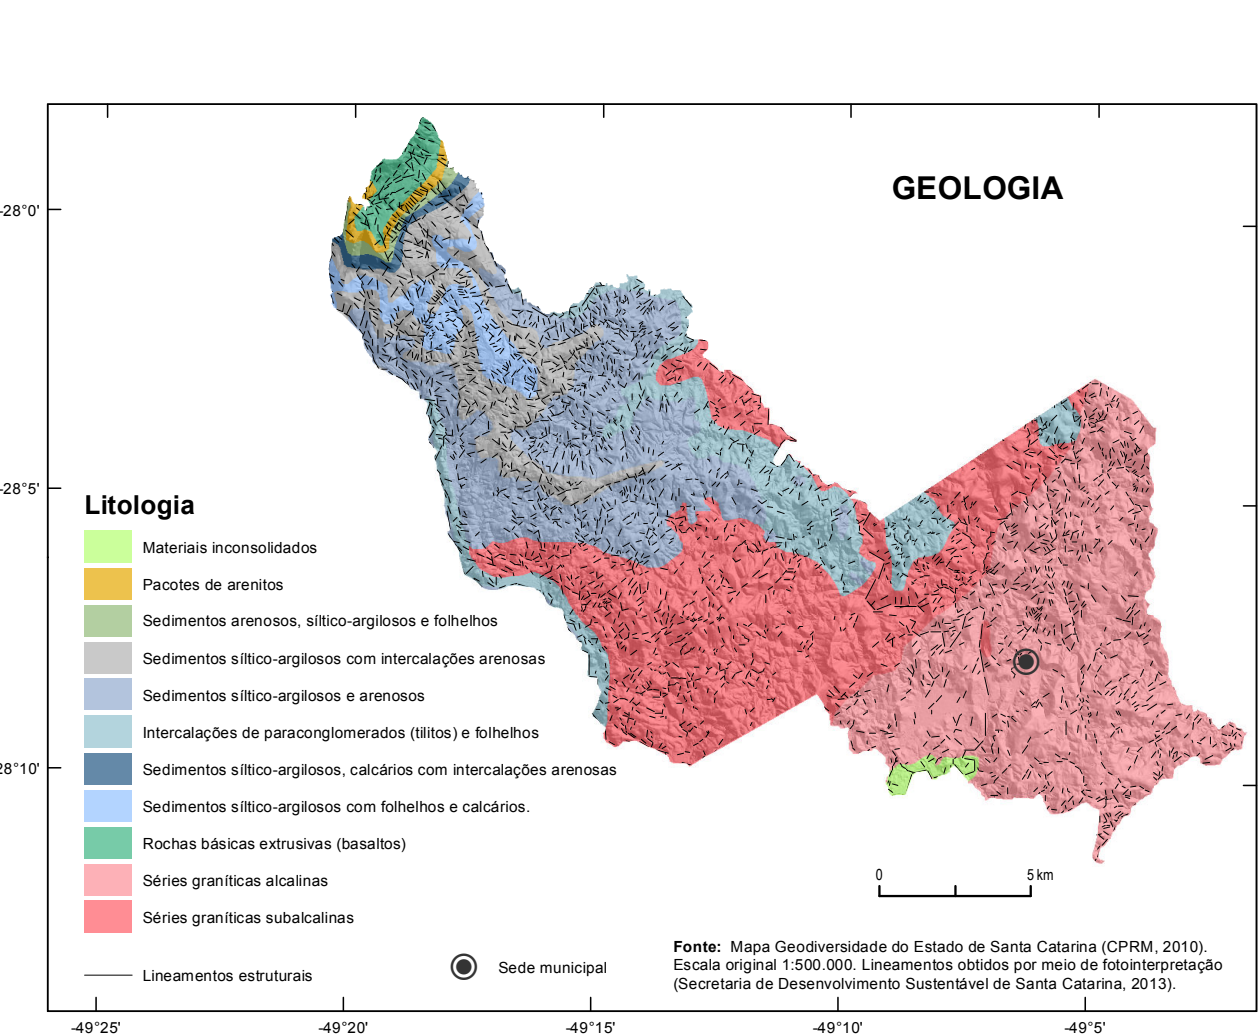 GEOLOGIA
-28°0'
-28°5'
28°10'
Litologia
Materiais inconsolidados
Pacotes de arenitos
Sedimentos arenosos, síltico-argilosos e folhelhos
Sedimentos síltico-argilosos com intercalações arenosas
Sedimentos síltico-argilosos e arenosos
Intercalações de paraconglomerados (tilitos) e folhelhos
Sedimentos síltico-argilosos, calcários com intercalações arenosas
Sedimentos síltico-argilosos com folhelhos e calcários.
Rochas básicas extrusivas (basaltos)
Séries graníticas alcalinas
Séries graníticas subalcalinas
Lineamentos estruturais
Sede municipal
0 5 km
Fonte: Mapa Geodiversidade do Estado de Santa Catarina (CPRM, 2010).
Escala original 1:500.000. Lineamentos obtidos por meio de fotointerpretação
(Secretaria de Desenvolvimento Sustentável de Santa Catarina, 2013).
-49°25' -49°20' -49°15' -49°10' -49°5'